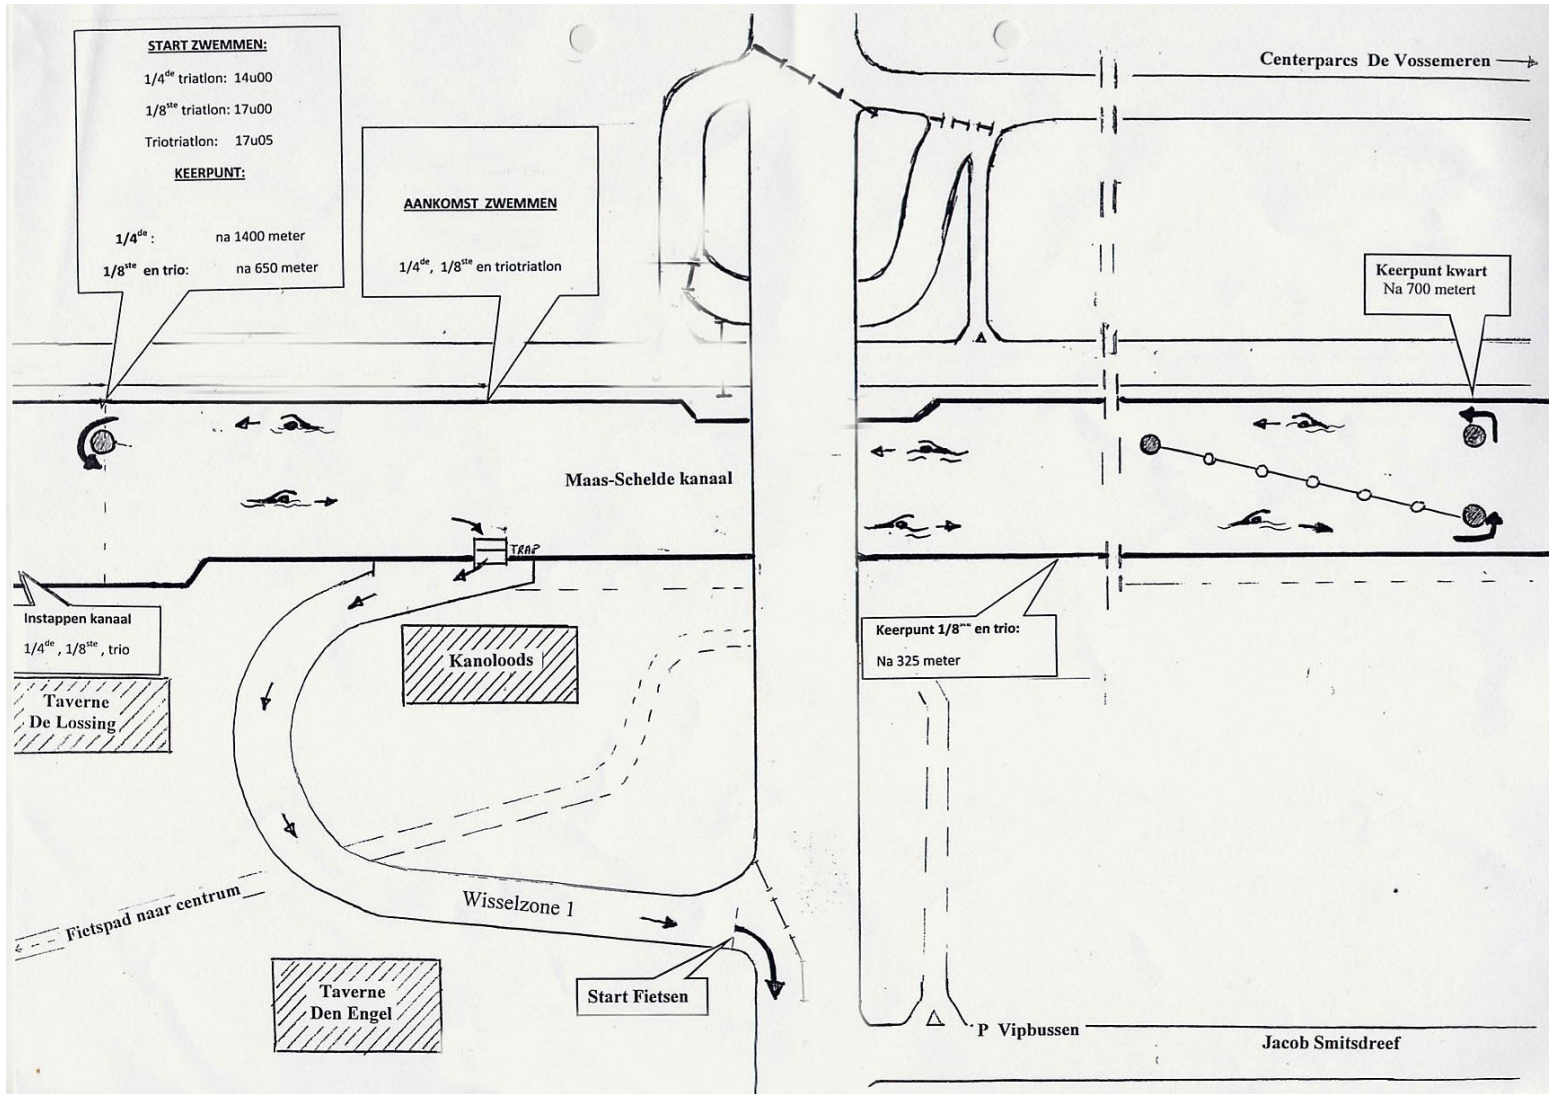 START ZWEMMEN:
1/4de triatlon: 14u00
1/8ste triatlon: 17u00
Triotriatlon: 17u05
KEERPUNT:
1/4de : na 1400 meter
1/8ste en trio: na 650 meter
AANKOMST ZWEMMEN
1/4de, 1/8ste en triotriatlon
Centerparcs De Vossemeren
Keerpunt kwart
Na 700 metert
Maas-Schelde kanaal
TRAP
Instappen kanaal
1/4de , 1/8ste , trio
Taverne
De Lossing
Kanoloods
Keerpunt 1/8ste en trio:
Na 325 meter
Fietspad naar centrum
Wisselzone 1
Taverne
Den Engel
Start Fietsen
P Vipbussen
Jacob Smitsdreef